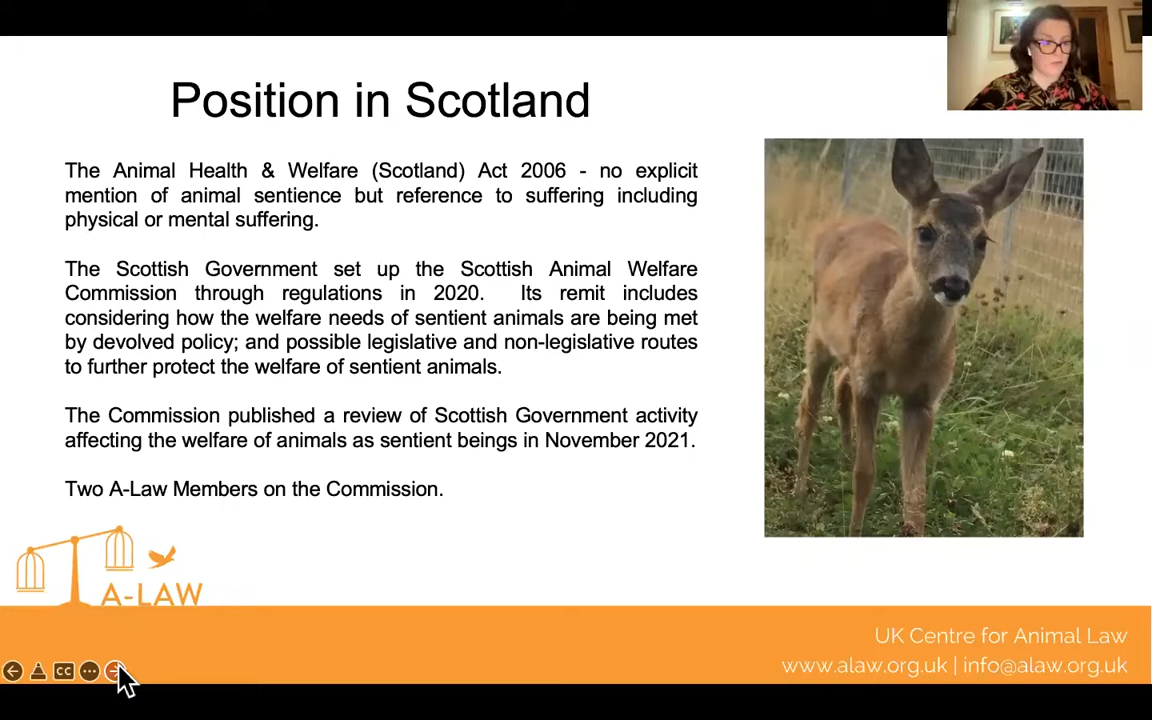 Position in Scotland
The Animal Health & Welfare (Scotland) Act 2006 - no explicit
mention of animal sentience but reference to suffering including
physical or mental suffering.
The Scottish Government set up the Scottish Animal Welfare
Commission through regulations in 2020. Its remit includes
considering how the welfare needs of sentient animals are being met
by devolved policy; and possible legislative and non-legislative routes
to further protect the welfare of sentient animals.
The Commission published a review of Scottish Government activity
affecting the welfare of animals as sentient beings in November 2021.
Two A-Law Members on the Commission.
A-LAW
UK Centre for Animal Law
www.alaw.org.uk | info@alaw.org.uk
CC